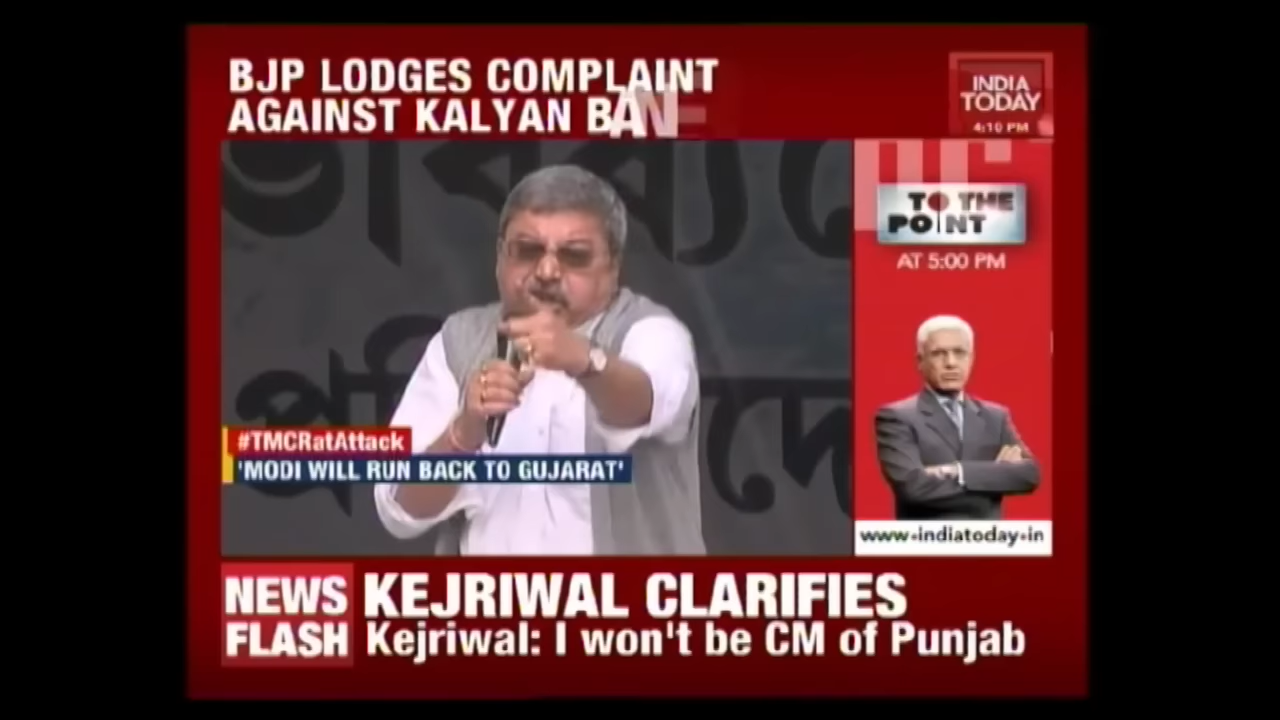 BJP LODGES COMPLAINT
AGAINST KALYAN BAN
INDIA
TODAY
4:10 PM
TO THE
POINT
AT 5:00 PM
#TMCRatAttack
'MODI WILL RUN BACK TO GUJARAT'
www.indiatoday.in
NEWS
FLASH
KEJRIWAL CLARIFIES
Kejriwal: I won't be CM of Punjab